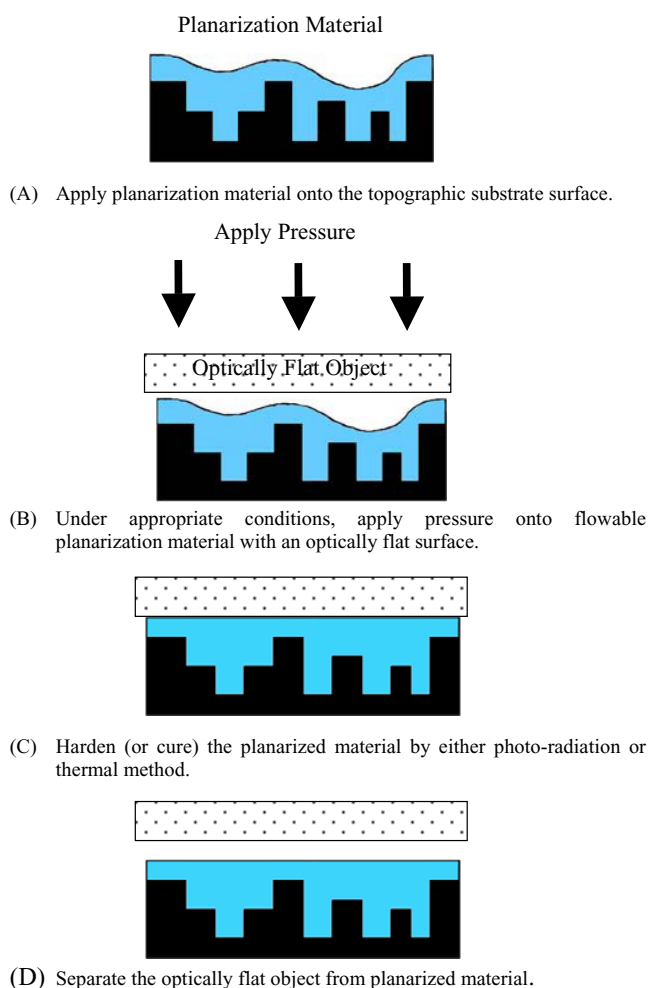 Planarization Material
(A) Apply planarization material onto the topographic substrate surface.
Apply Pressure
Optically Flat Object
(B) Under appropriate conditions, apply pressure onto flowable
planarization material with an optically flat surface.
(C) Harden (or cure) the planarized material by either photo-radiation or
thermal method.
(D) Separate the optically flat object from planarized material.